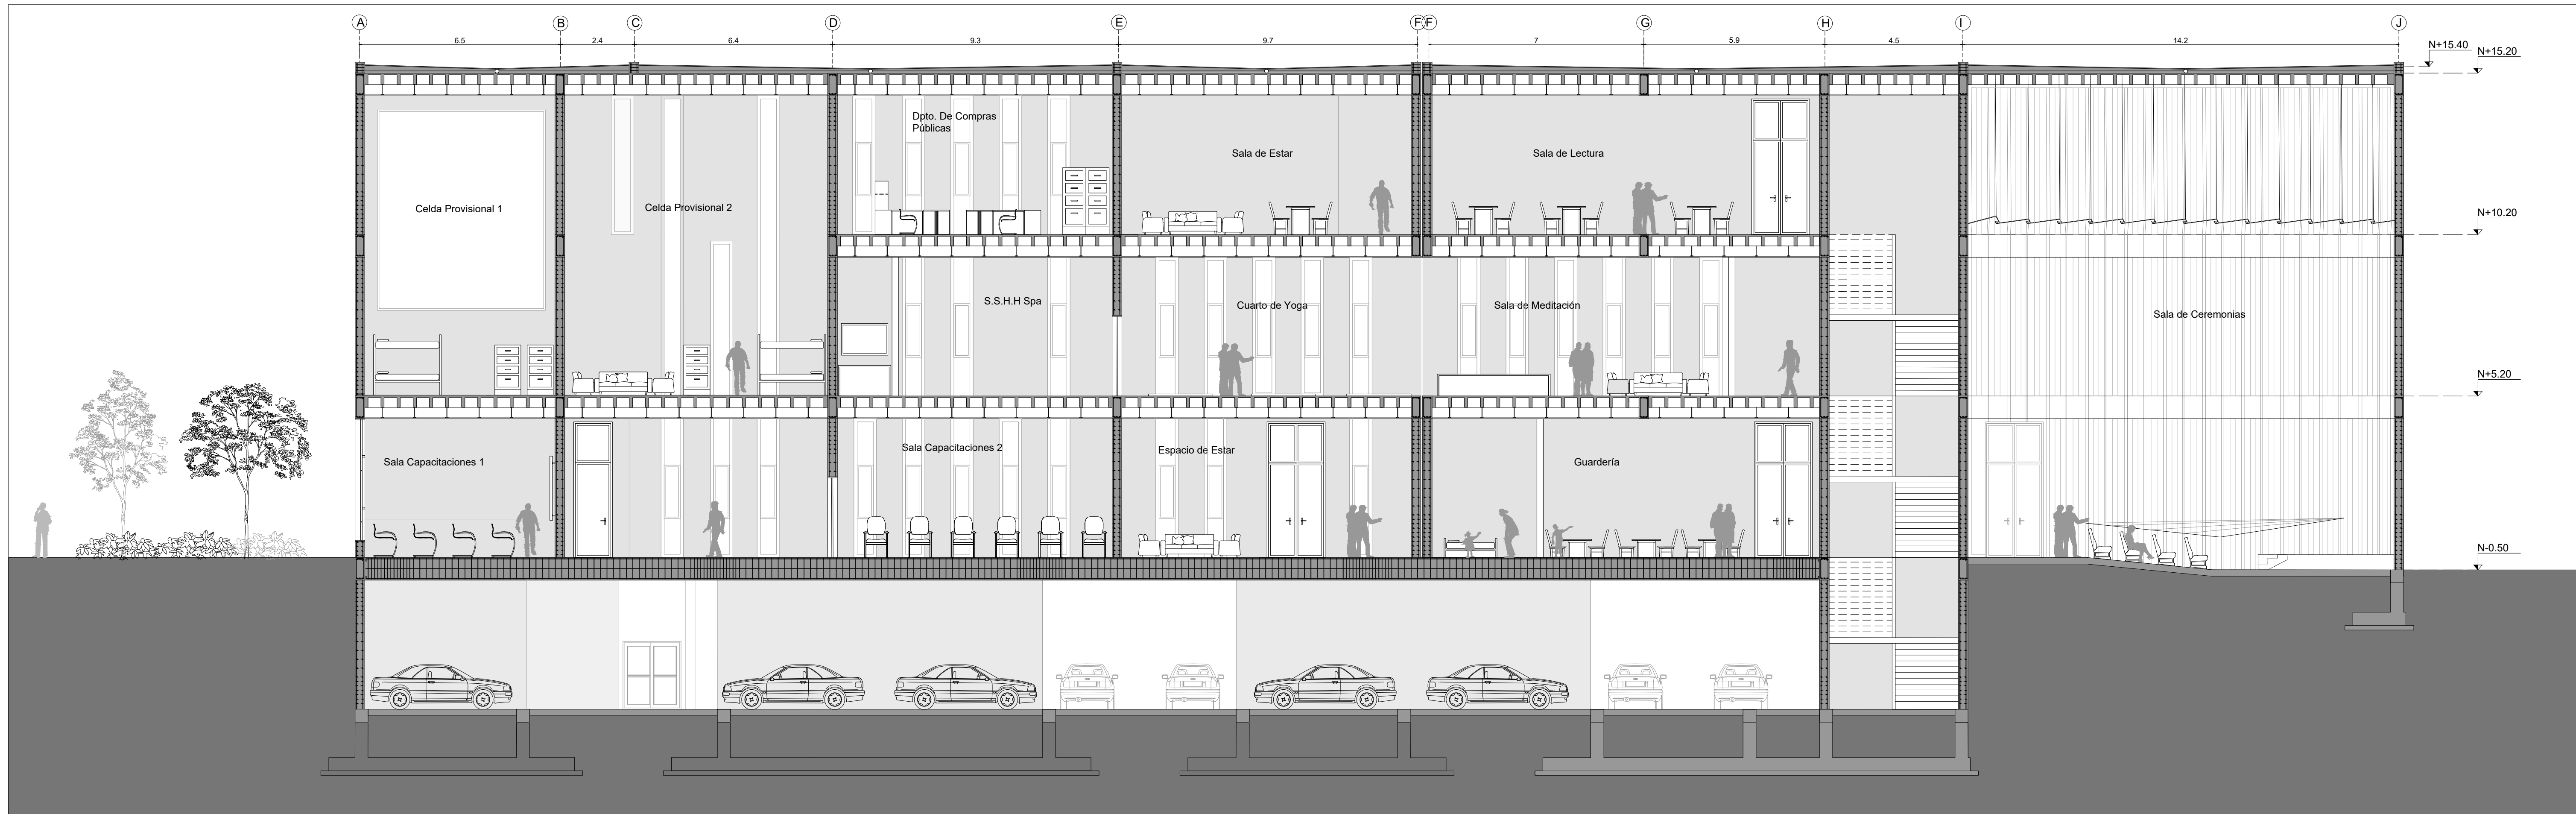 A B C D E F F G H I J
6.5 2.4 6.4 9.3 9.7 7 5.9 4.5 14.2
N+15.40
N+15.20
Dpto. De Compras
Públicas
Sala de Estar
Sala de Lectura
Celda Provisional 1
Celda Provisional 2
N+10.20
S.S.H.H Spa
Cuarto de Yoga
Sala de Meditación
Sala de Ceremonias
N+5.20
Sala Capacitaciones 1
Sala Capacitaciones 2
Espacio de Estar
Guardería
N-0.50